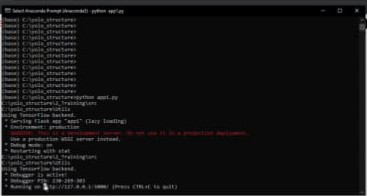 Select Anaconda Prompt (Anaconda3) - python app1.py
(base) C:\yolo_structure>
(base) C:\yolo_structure>
(base) C:\yolo_structure>
(base) C:\yolo_structure>
(base) C:\yolo_structure>
(base) C:\yolo_structure>
(base) C:\yolo_structure>
(base) C:\yolo_structure>
(base) C:\yolo_structure>
(base) C:\yolo_structure>
(base) C:\yolo_structure>python app1.py
C:\yolo_structure\2_Training\src
C:\yolo_structure\Utils
Using TensorFlow backend.
* Serving Flask app "app1" (lazy loading)
* Environment: production
WARNING: This is a development server. Do not use it in a production deployment.
Use a production WSGI server instead.
* Debug mode: on
* Restarting with stat
C:\yolo_structure\2_Training\src
C:\yolo_structure\Utils
Using TensorFlow backend.
* Debugger is active!
* Debugger PIN: 230-249-303
* Running on http://127.0.0.1:5000/ (Press CTRL+C to quit)